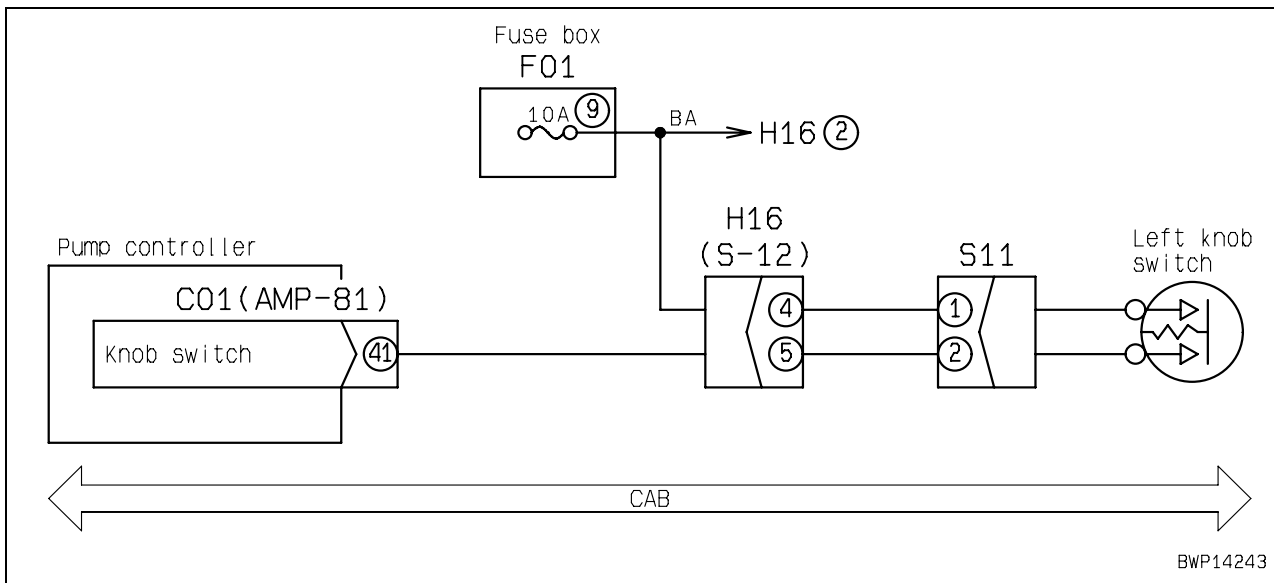 Fuse box
F01
10A 9
BA
H16 2
H16
(S-12)
S11
Left knob
switch
Pump controller
C01(AMP-81)
Knob switch
41
4
5
1
2
CAB
BWP14243